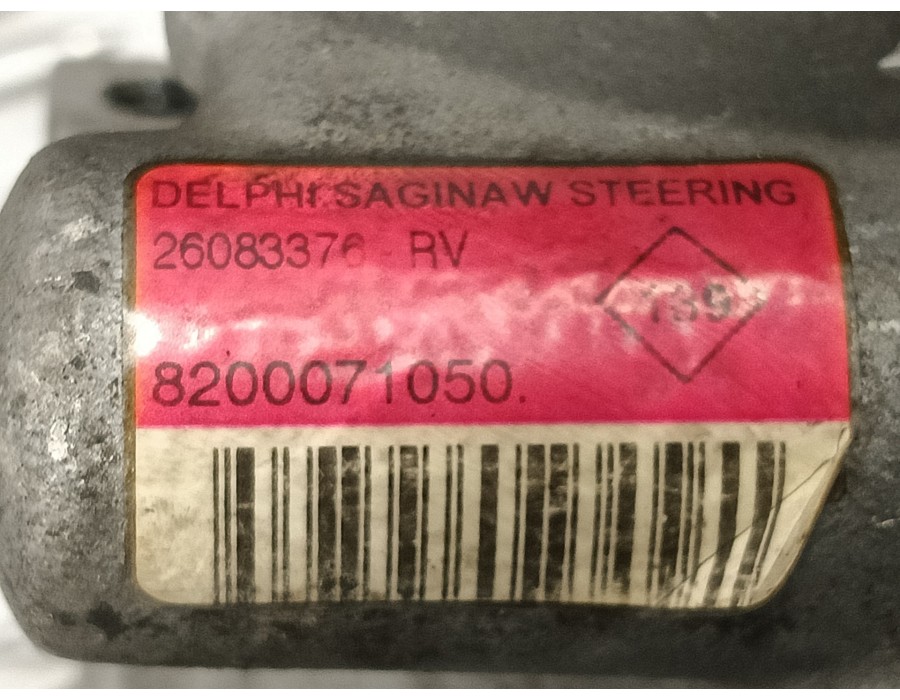 DELPHI SAGINAW STEERING
26083376 RV
8200071050.